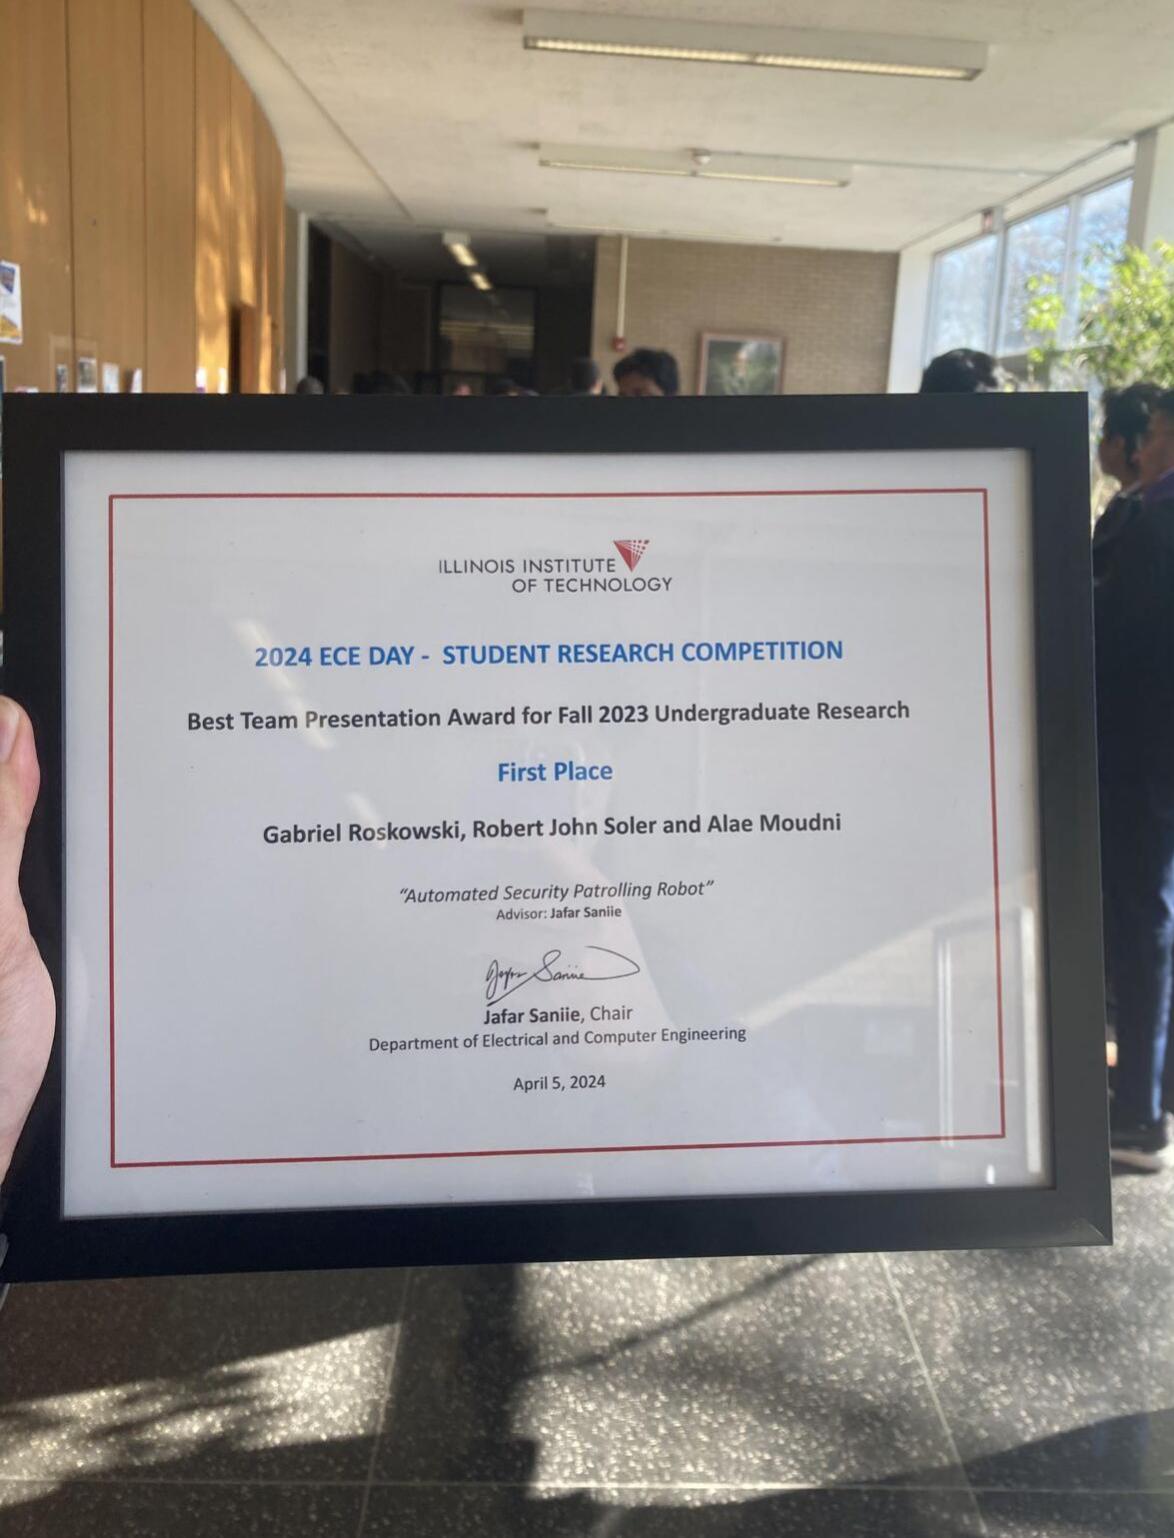 ILLINOIS INSTITUTE
OF TECHNOLOGY
2024 ECE DAY - STUDENT RESEARCH COMPETITION
Best Team Presentation Award for Fall 2023 Undergraduate Research
First Place
Gabriel Roskowski, Robert John Soler and Alae Moudni
“Automated Security Patrolling Robot”
Advisor: Jafar Saniie
Jafar Saniie
Jafar Saniie, Chair
Department of Electrical and Computer Engineering
April 5, 2024